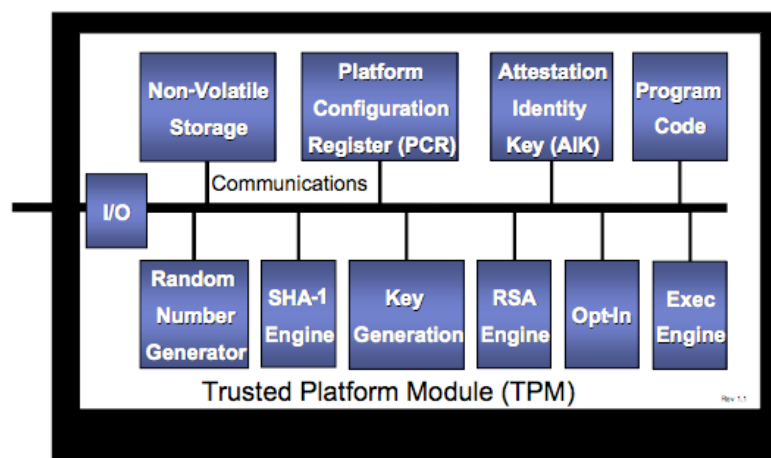 Non-Volatile
Storage
Platform
Configuration
Register (PCR)
Attestation
Identity
Key (AIK)
Program
Code
Communications
I/O
Random
Number
Generator
SHA-1
Engine
Key
Generation
RSA
Engine
Opt-In
Exec
Engine
Trusted Platform Module (TPM)
Rev 1.1